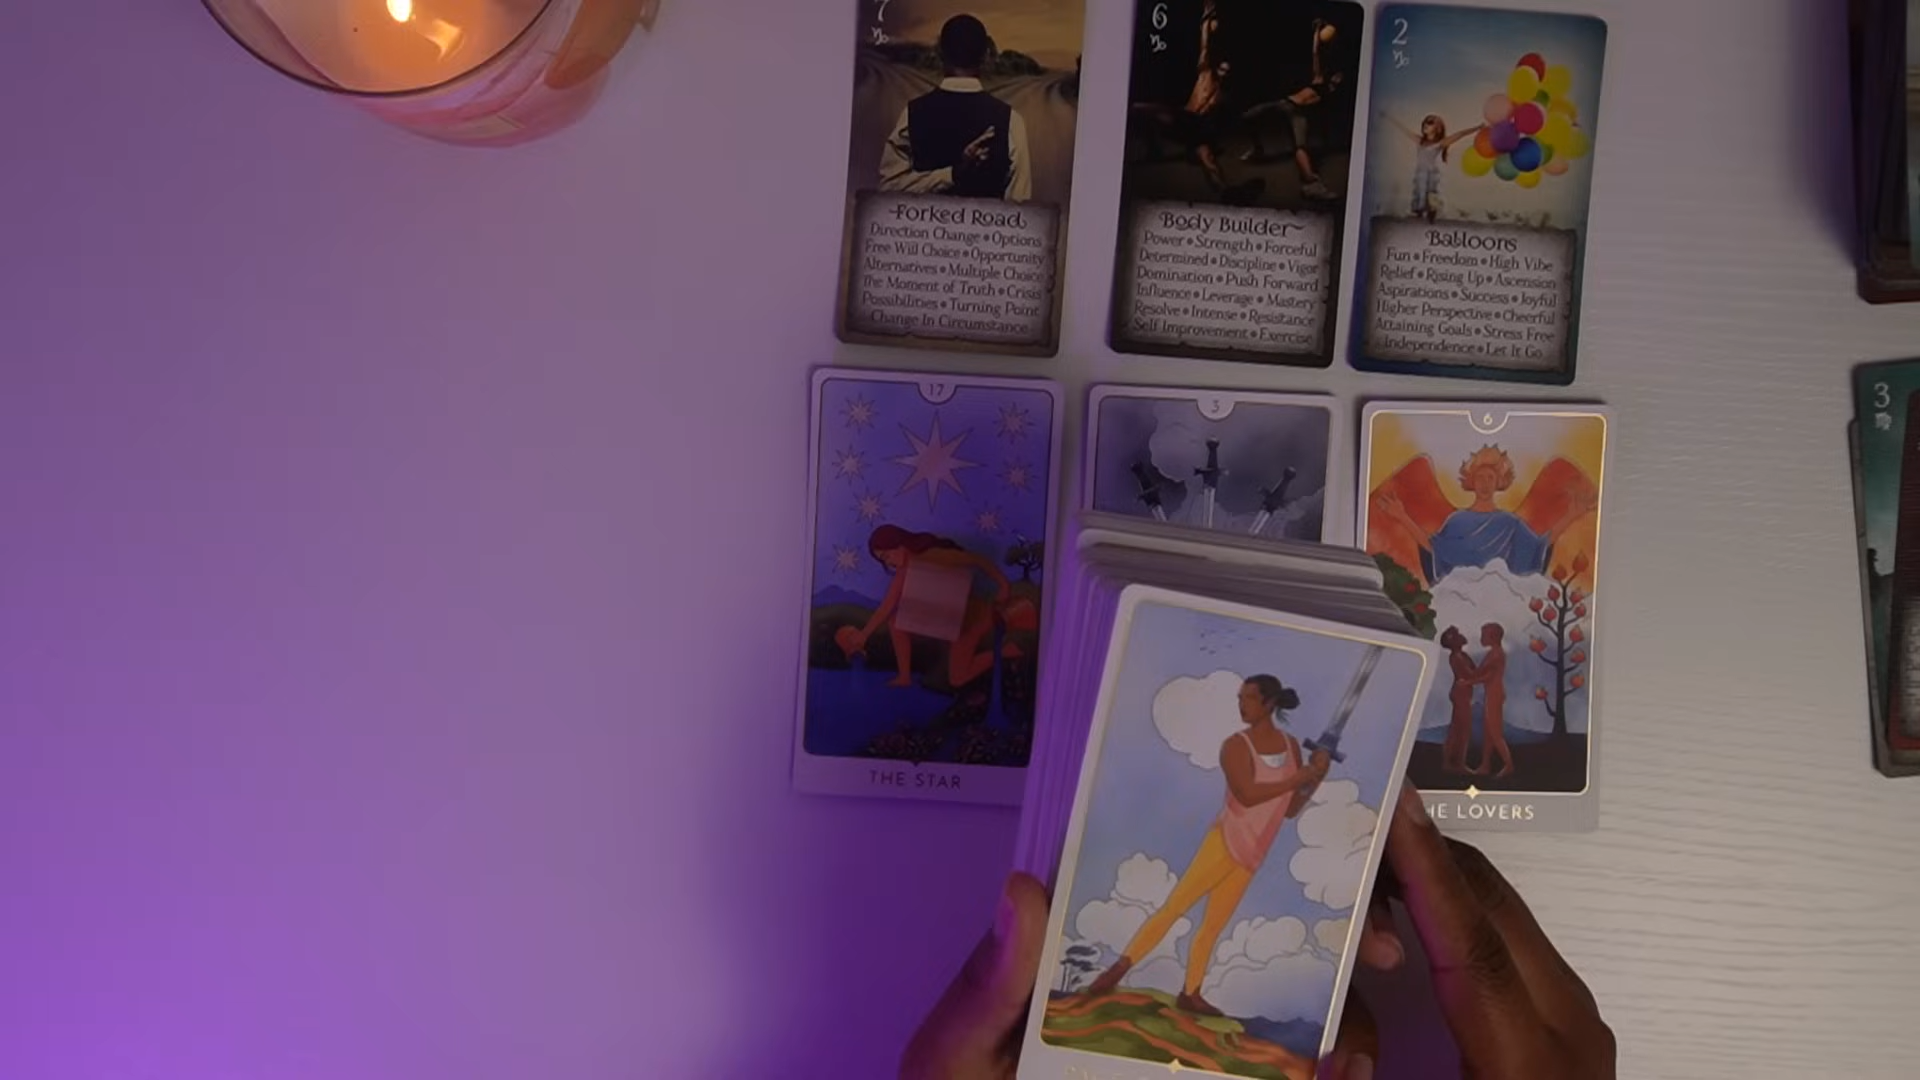 7
♑
Forked Road
Direction Change • Options
Free Will Choice • Opportunity
Alternatives • Multiple Choice
The Moment of Truth • Crisis
Possibilities • Turning Point
Change In Circumstance
6
♑
Body Builder
Power • Strength • Forceful
Determined • Discipline • Vigor
Domination • Push Forward
Influence • Leverage • Mastery
Resolve • Intense • Resistance
Self Improvement • Exercise
2
♑
Balloons
Fun • Freedom • High Vibe
Relief • Rising Up • Ascension
Aspirations • Success • Joyful
Higher Perspective • Cheerful
Attaining Goals • Stress Free
Independence • Let It Go
17
THE STAR
3
6
HE LOVERS
3
♍